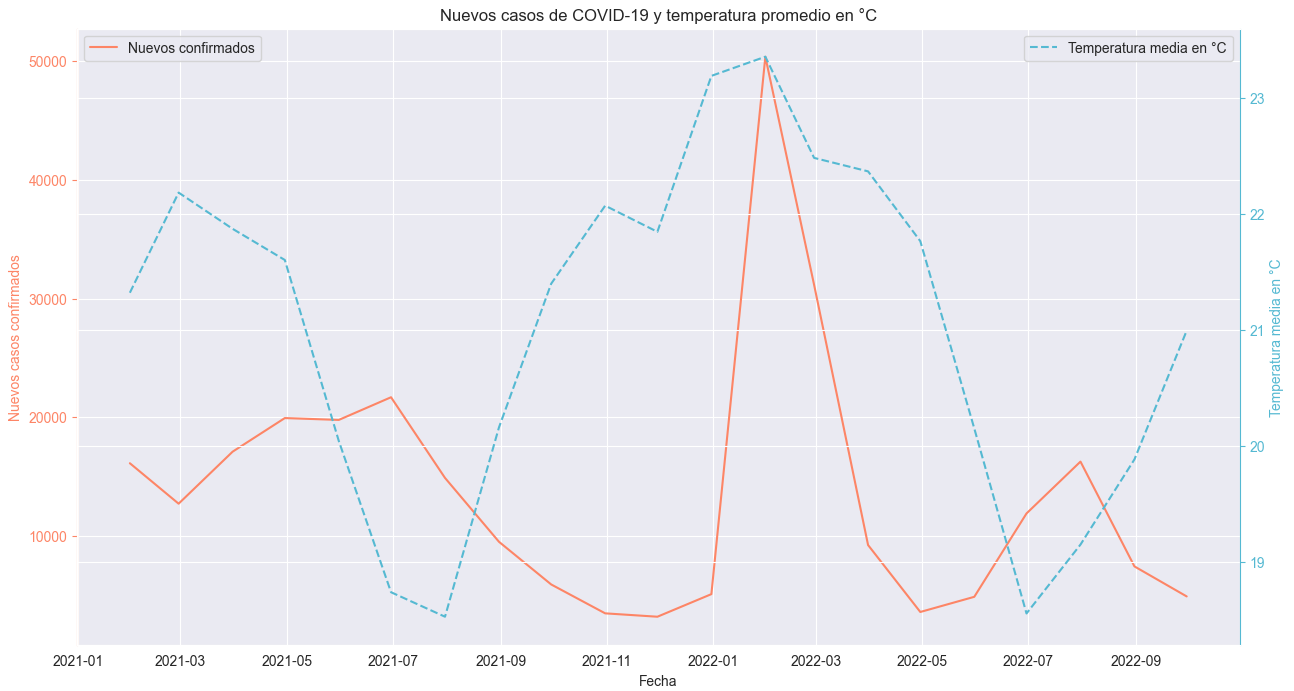 Nuevos casos de COVID-19 y temperatura promedio en °C
Nuevos confirmados
Temperatura media en °C
50000
40000
30000
20000
10000
Nuevos casos confirmados
23
22
21
20
19
Temperatura media en °C
2021-01 2021-03 2021-05 2021-07 2021-09 2021-11 2022-01 2022-03 2022-05 2022-07 2022-09
Fecha